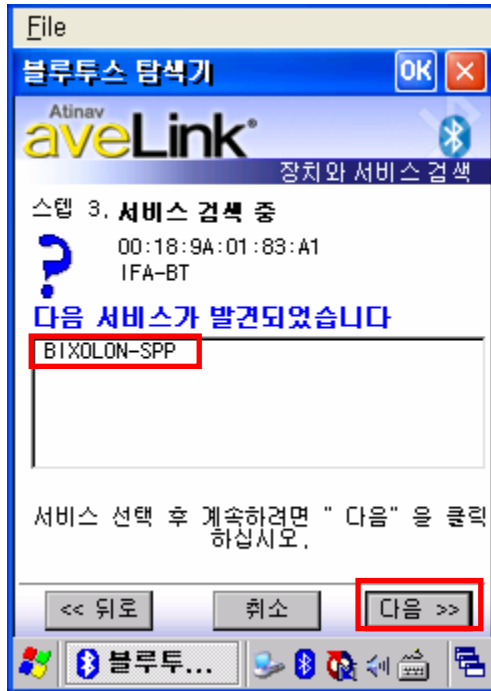 File
블루투스 탐색기 OK
Atinav
aveLink®
장치와 서비스 검색
스텝 3. 서비스 검색 중
00:18:9A:01:83:A1
IFA-BT
다음 서비스가 발견되었습니다
BIXOLON-SPP
서비스 선택 후 계속하려면 " 다음" 을 클릭
하십시오.
<< 뒤로 취소 다음 >>
블루투...